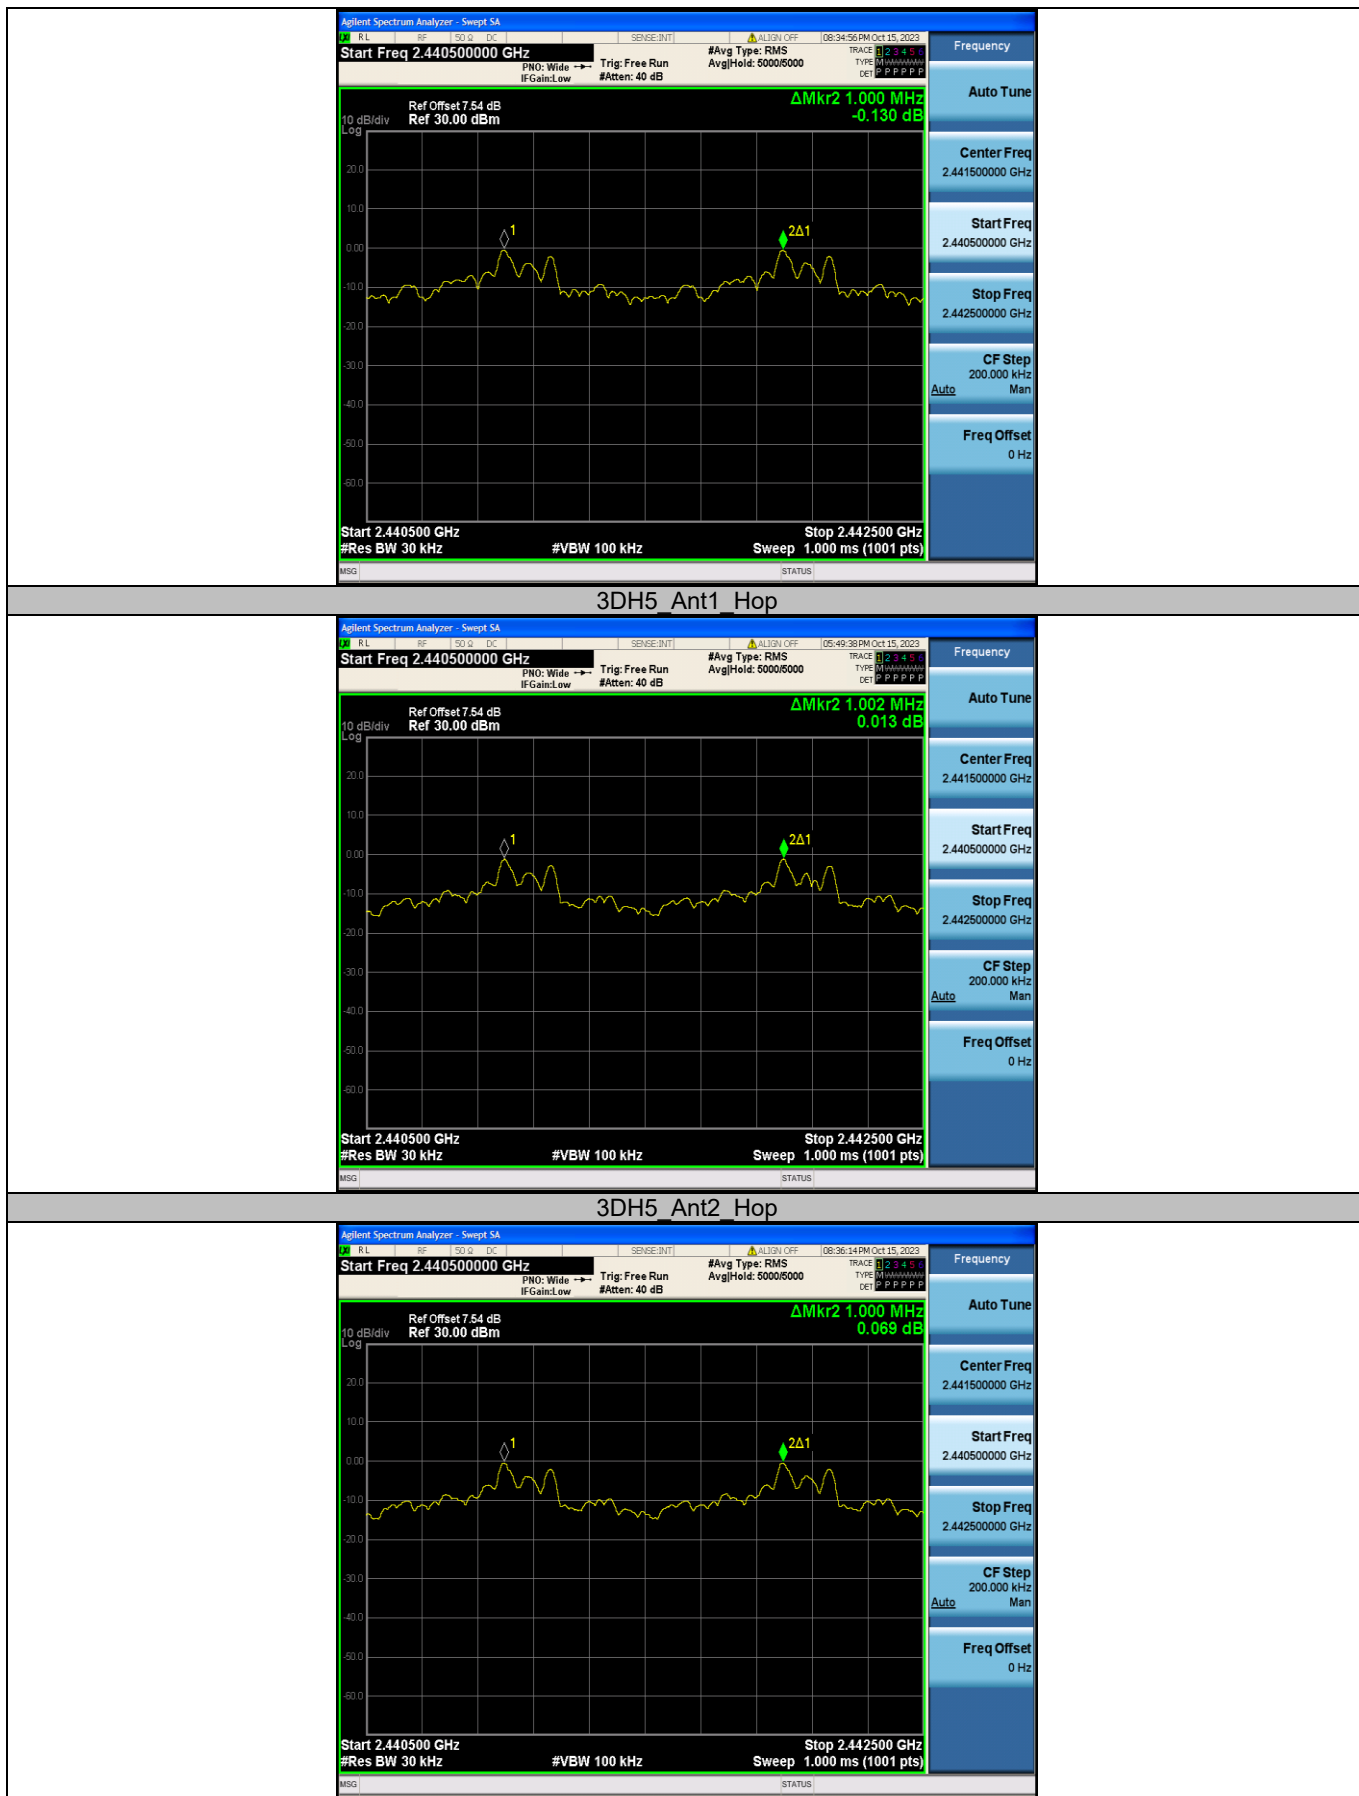 Agilent Spectrum Analyzer - Swept SA
RL RF 50 Ω DC SENSE:INT ALIGN OFF 08:34:56 PM Oct 15, 2023
Start Freq 2.440500000 GHz
PNO: Wide
IFGain:Low
Trig: Free Run
#Atten: 40 dB
#Avg Type: RMS
Avg|Hold: 5000/5000
TRACE 1 2 3 4 5 6
TYPE M
DET P P P P P P
Ref Offset 7.54 dB
Ref 30.00 dBm
10 dB/div
Log
ΔMkr2 1.000 MHz
-0.130 dB
20.0
10.0
0.00
-10.0
-20.0
-30.0
-40.0
-50.0
-60.0
1
2Δ1
Start 2.440500 GHz
Stop 2.442500 GHz
#Res BW 30 kHz
#VBW 100 kHz
Sweep 1.000 ms (1001 pts)
MSG
STATUS
Frequency
Auto Tune
Center Freq
2.441500000 GHz
Start Freq
2.440500000 GHz
Stop Freq
2.442500000 GHz
CF Step
200.000 kHz
Auto Man
Freq Offset
0 Hz
3DH5_Ant1_Hop
Agilent Spectrum Analyzer - Swept SA
RL RF 50 Ω DC SENSE:INT ALIGN OFF 05:49:38 PM Oct 15, 2023
Start Freq 2.440500000 GHz
PNO: Wide
IFGain:Low
Trig: Free Run
#Atten: 40 dB
#Avg Type: RMS
Avg|Hold: 5000/5000
TRACE 1 2 3 4 5 6
TYPE M
DET P P P P P P
Ref Offset 7.54 dB
Ref 30.00 dBm
10 dB/div
Log
ΔMkr2 1.002 MHz
0.013 dB
20.0
10.0
0.00
-10.0
-20.0
-30.0
-40.0
-50.0
-60.0
1
2Δ1
Start 2.440500 GHz
Stop 2.442500 GHz
#Res BW 30 kHz
#VBW 100 kHz
Sweep 1.000 ms (1001 pts)
MSG
STATUS
Frequency
Auto Tune
Center Freq
2.441500000 GHz
Start Freq
2.440500000 GHz
Stop Freq
2.442500000 GHz
CF Step
200.000 kHz
Auto Man
Freq Offset
0 Hz
3DH5_Ant2_Hop
Agilent Spectrum Analyzer - Swept SA
RL RF 50 Ω DC SENSE:INT ALIGN OFF 08:36:14 PM Oct 15, 2023
Start Freq 2.440500000 GHz
PNO: Wide
IFGain:Low
Trig: Free Run
#Atten: 40 dB
#Avg Type: RMS
Avg|Hold: 5000/5000
TRACE 1 2 3 4 5 6
TYPE M
DET P P P P P P
Ref Offset 7.54 dB
Ref 30.00 dBm
10 dB/div
Log
ΔMkr2 1.000 MHz
0.069 dB
20.0
10.0
0.00
-10.0
-20.0
-30.0
-40.0
-50.0
-60.0
1
2Δ1
Start 2.440500 GHz
Stop 2.442500 GHz
#Res BW 30 kHz
#VBW 100 kHz
Sweep 1.000 ms (1001 pts)
MSG
STATUS
Frequency
Auto Tune
Center Freq
2.441500000 GHz
Start Freq
2.440500000 GHz
Stop Freq
2.442500000 GHz
CF Step
200.000 kHz
Auto Man
Freq Offset
0 Hz